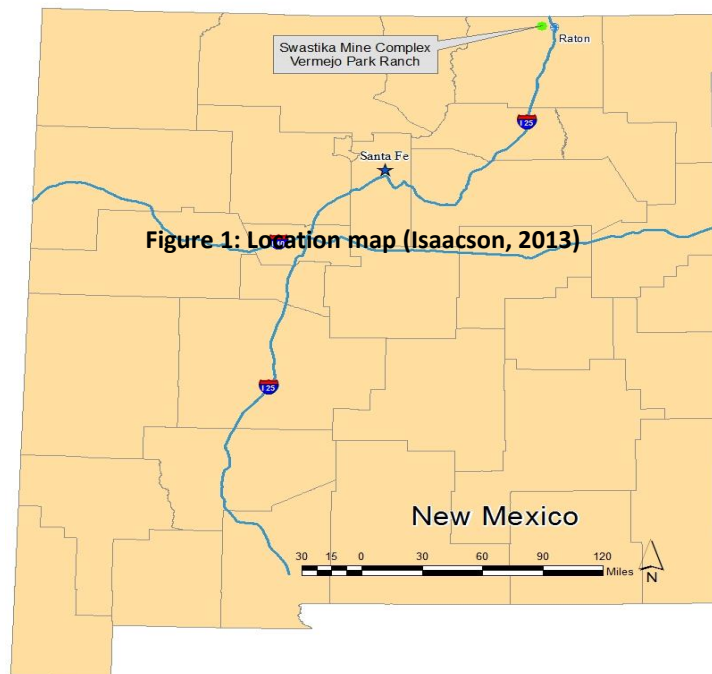 Swastika Mine Complex
Vermejo Park Ranch
Raton
I 25
Santa Fe
Figure 1: Location map (Isaacson, 2013)
I 25
New Mexico
30 15 0 30 60 90 120
Miles
N